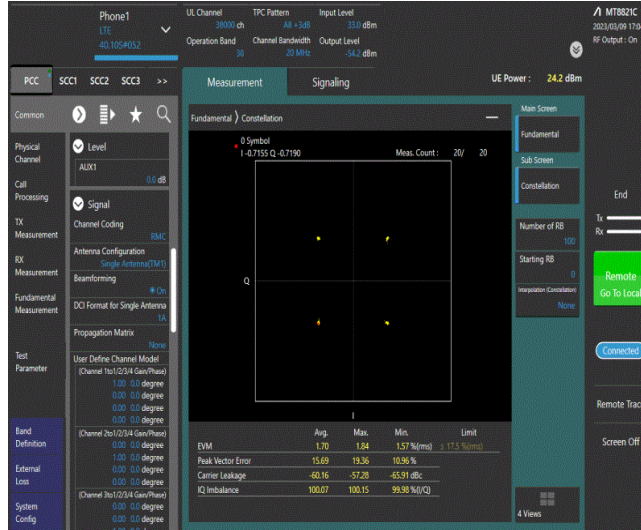 Phone1
LTE
40.105#052
UL Channel
38000 ch
TPC Pattern
All +3dB
Input Level
33.0 dBm
Operation Band
38
Channel Bandwidth
20 MHz
Output Level
-54.2 dBm
MT8821C
2023/03/09 17:0
RF Output : On
PCC SCC1 SCC2 SCC3 >>
Measurement Signaling
UE Power : 24.2 dBm
Common
Physical
Channel
Call
Processing
TX
Measurement
RX
Measurement
Fundamental
Measurement
Test
Parameter
Band
Definition
External
Loss
System
Config
Level
AUX1
0.0 dB
Signal
Channel Coding
RMC
Antenna Configuration
Single Antenna(TM1)
Beamforming
On
DCI Format for Single Antenna
1A
Propagation Matrix
None
User Define Channel Model
(Channel 1to1/2/3/4 Gain/Phase)
1.00 0.0 degree
0.00 0.0 degree
0.00 0.0 degree
0.00 0.0 degree
(Channel 2to1/2/3/4 Gain/Phase)
0.00 0.0 degree
1.00 0.0 degree
0.00 0.0 degree
0.00 0.0 degree
(Channel 3to1/2/3/4 Gain/Phase)
0.00 0.0 degree
0.00 0.0 degree
Fundamental 〉 Constellation
0 Symbol
I -0.7155 Q -0.7190
Meas. Count : 20/ 20
Q
I
Avg. Max. Min. Limit
EVM 1.70 1.84 1.57 %(rms) ≤ 17.5 %(rms)
Peak Vector Error 15.69 19.36 10.96 %
Carrier Leakage -60.16 -57.28 -65.91 dBc
IQ Imbalance 100.07 100.15 99.98 %(I/Q)
Main Screen
Fundamental
Sub Screen
Constellation
Number of RB
100
Starting RB
0
Interpolation (Constellation)
None
4 Views
End
Tx
Rx
Remote
Go To Local
Connected
Remote Trac
Screen Off